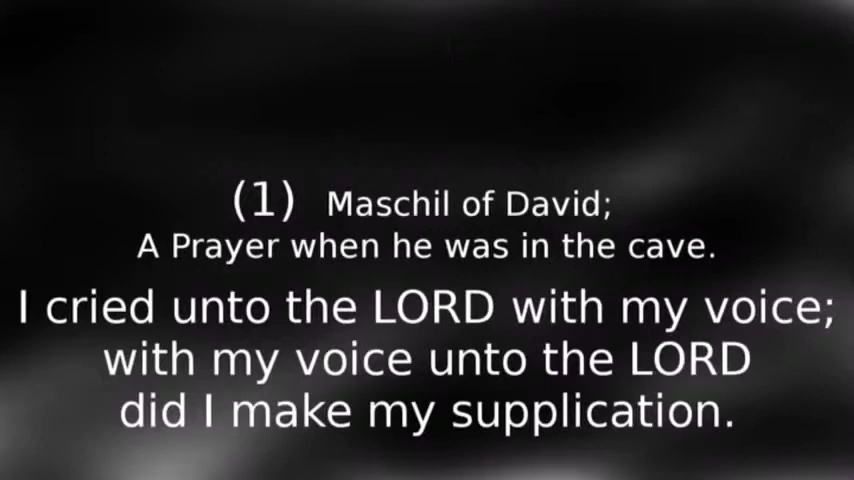 (1) Maschil of David;
A Prayer when he was in the cave.
I cried unto the LORD with my voice;
with my voice unto the LORD
did I make my supplication.